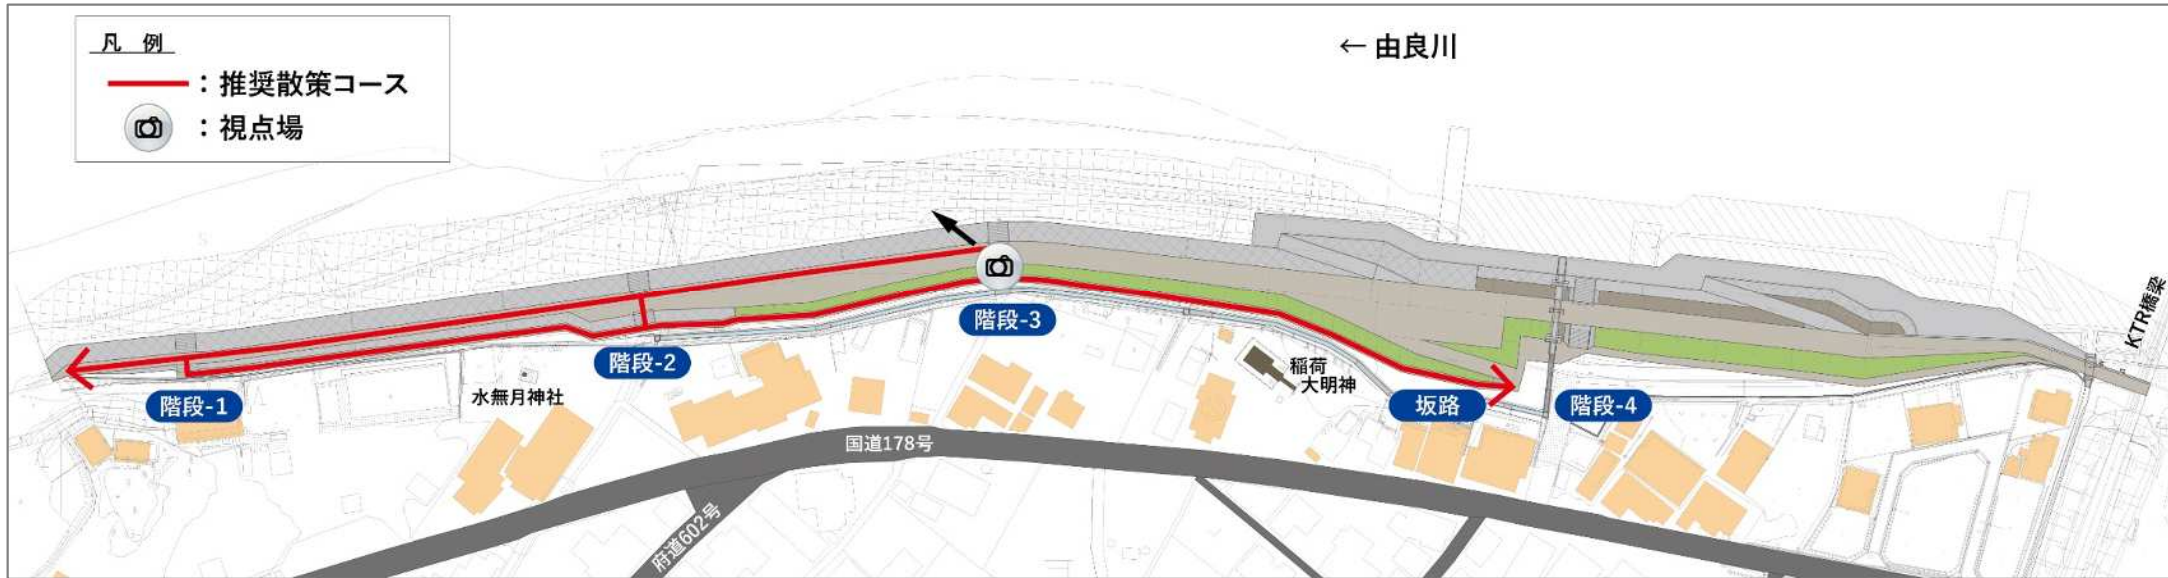 凡 例
：推奨散策コース
：視点場
← 由良川
KTR橋梁
階段-3
階段-2
階段-1
水無月神社
稲荷
大明神
坂路
階段-4
国道178号
府道602号